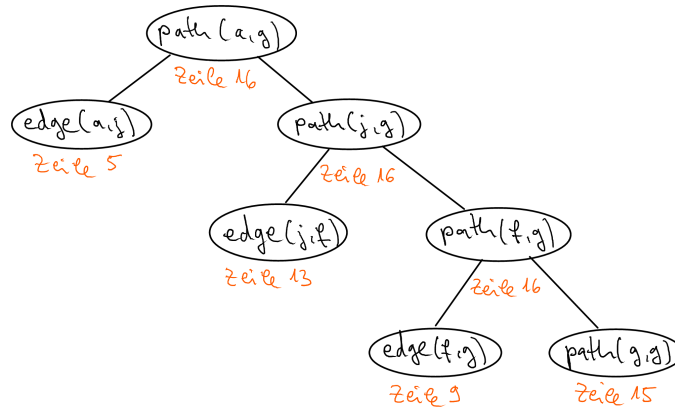 path(a,g)
Zeile 16
edge(a,j)
Zeile 5
path(j,g)
Zeile 16
edge(j,f)
Zeile 13
path(f,g)
Zeile 16
edge(f,g)
Zeile 9
path(g,g)
Zeile 15